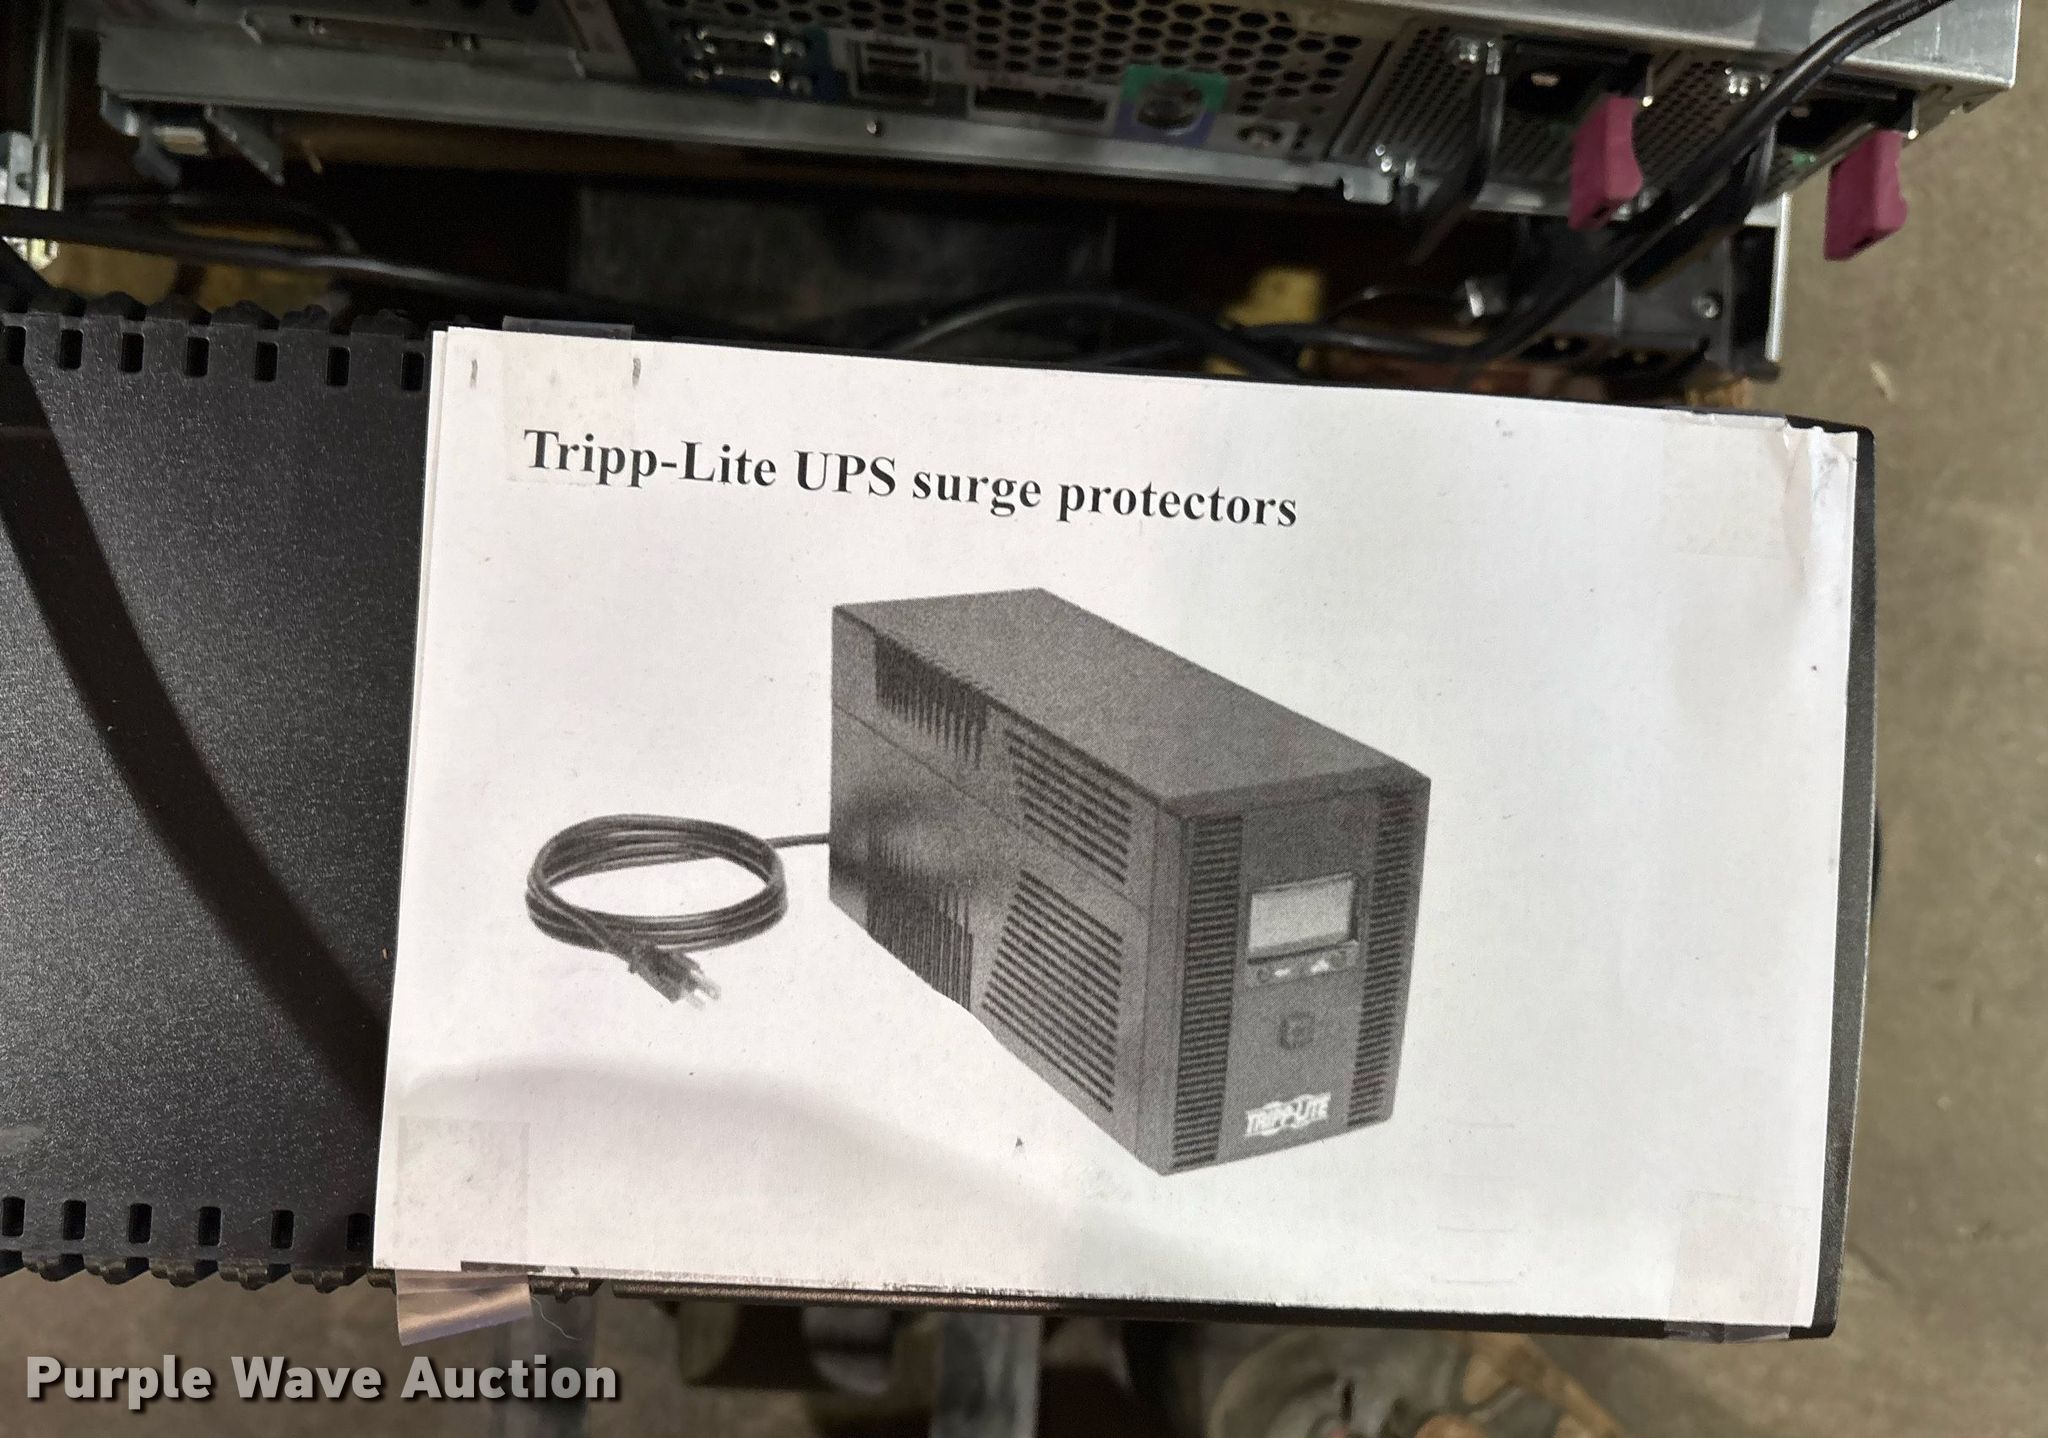 Tripp-Lite UPS surge protectors
TRIPP-LITE
Purple Wave Auction